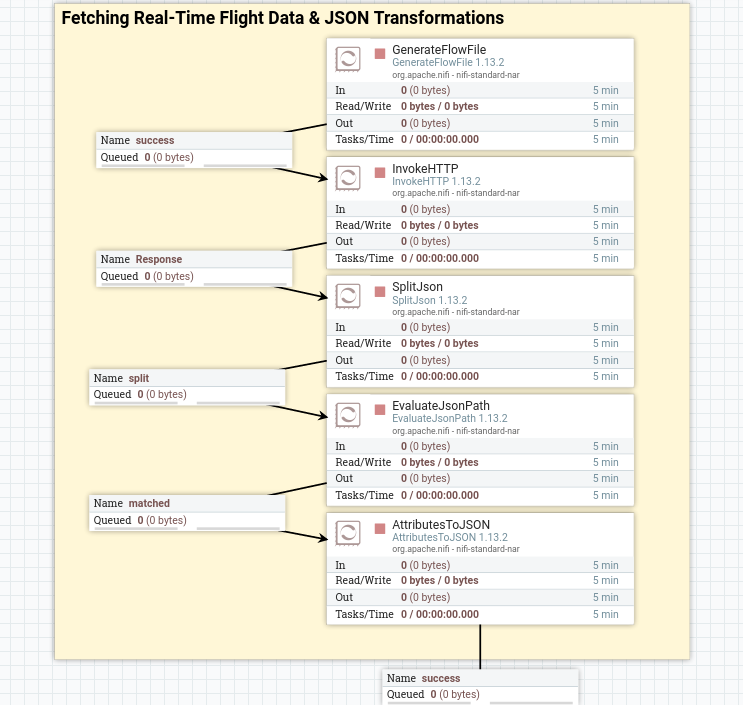 Fetching Real-Time Flight Data & JSON Transformations
GenerateFlowFile
GenerateFlowFile 1.13.2
org.apache.nifi - nifi-standard-nar
In 0 (0 bytes) 5 min
Read/Write 0 bytes / 0 bytes 5 min
Out 0 (0 bytes) 5 min
Tasks/Time 0 / 00:00:00.000 5 min
Name success
Queued 0 (0 bytes)
InvokeHTTP
InvokeHTTP 1.13.2
org.apache.nifi - nifi-standard-nar
In 0 (0 bytes) 5 min
Read/Write 0 bytes / 0 bytes 5 min
Out 0 (0 bytes) 5 min
Tasks/Time 0 / 00:00:00.000 5 min
Name Response
Queued 0 (0 bytes)
SplitJson
SplitJson 1.13.2
org.apache.nifi - nifi-standard-nar
In 0 (0 bytes) 5 min
Read/Write 0 bytes / 0 bytes 5 min
Out 0 (0 bytes) 5 min
Tasks/Time 0 / 00:00:00.000 5 min
Name split
Queued 0 (0 bytes)
EvaluateJsonPath
EvaluateJsonPath 1.13.2
org.apache.nifi - nifi-standard-nar
In 0 (0 bytes) 5 min
Read/Write 0 bytes / 0 bytes 5 min
Out 0 (0 bytes) 5 min
Tasks/Time 0 / 00:00:00.000 5 min
Name matched
Queued 0 (0 bytes)
AttributesToJSON
AttributesToJSON 1.13.2
org.apache.nifi - nifi-standard-nar
In 0 (0 bytes) 5 min
Read/Write 0 bytes / 0 bytes 5 min
Out 0 (0 bytes) 5 min
Tasks/Time 0 / 00:00:00.000 5 min
Name success
Queued 0 (0 bytes)